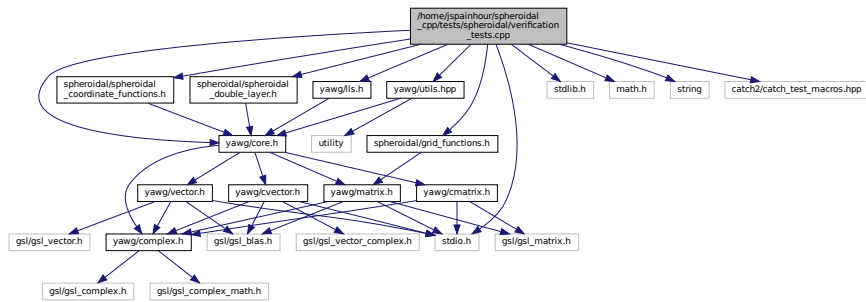 /home/jspainhour/spheroidal
_cpp/tests/spheroidal/verification
_tests.cpp
spheroidal/spheroidal
_coordinate_functions.h
spheroidal/spheroidal
_double_layer.h
yawg/lls.h
yawg/utils.hpp
stdlib.h
math.h
string
catch2/catch_test_macros.hpp
yawg/core.h
utility
spheroidal/grid_functions.h
yawg/vector.h
yawg/cvector.h
yawg/matrix.h
yawg/cmatrix.h
gsl/gsl_vector.h
yawg/complex.h
gsl/gsl_blas.h
gsl/gsl_vector_complex.h
stdio.h
gsl/gsl_matrix.h
gsl/gsl_complex.h
gsl/gsl_complex_math.h